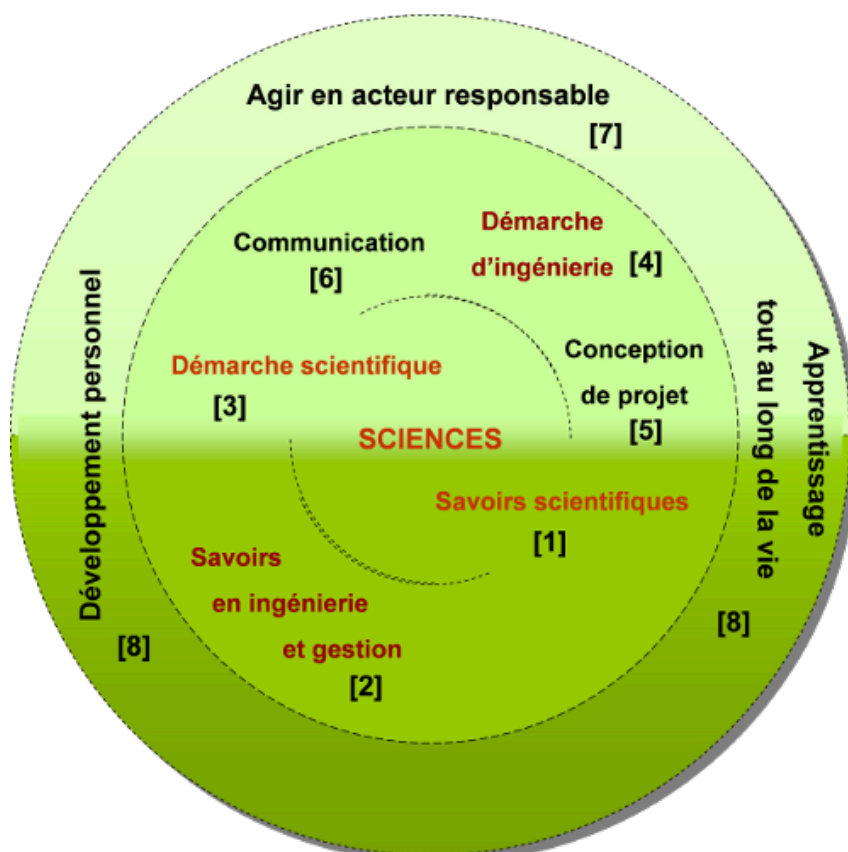 Agir en acteur responsable
[7]
Communication
[6]
Démarche
d'ingénierie [4]
Développement personnel
[8]
Démarche scientifique
[3]
Conception
de projet
[5]
Apprentissage
tout au long de la vie
[8]
SCIENCES
Savoirs scientifiques
[1]
Savoirs
en ingénierie
et gestion
[2]